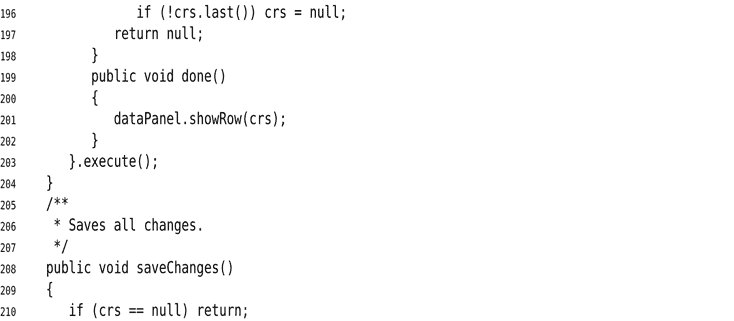 196                if (!crs.last()) crs = null;
197             return null;
198          }
199          public void done()
200          {
201             dataPanel.showRow(crs);
202          }
203       }.execute();
204    }
205    /**
206     * Saves all changes.
207     */
208    public void saveChanges()
209    {
210       if (crs == null) return;